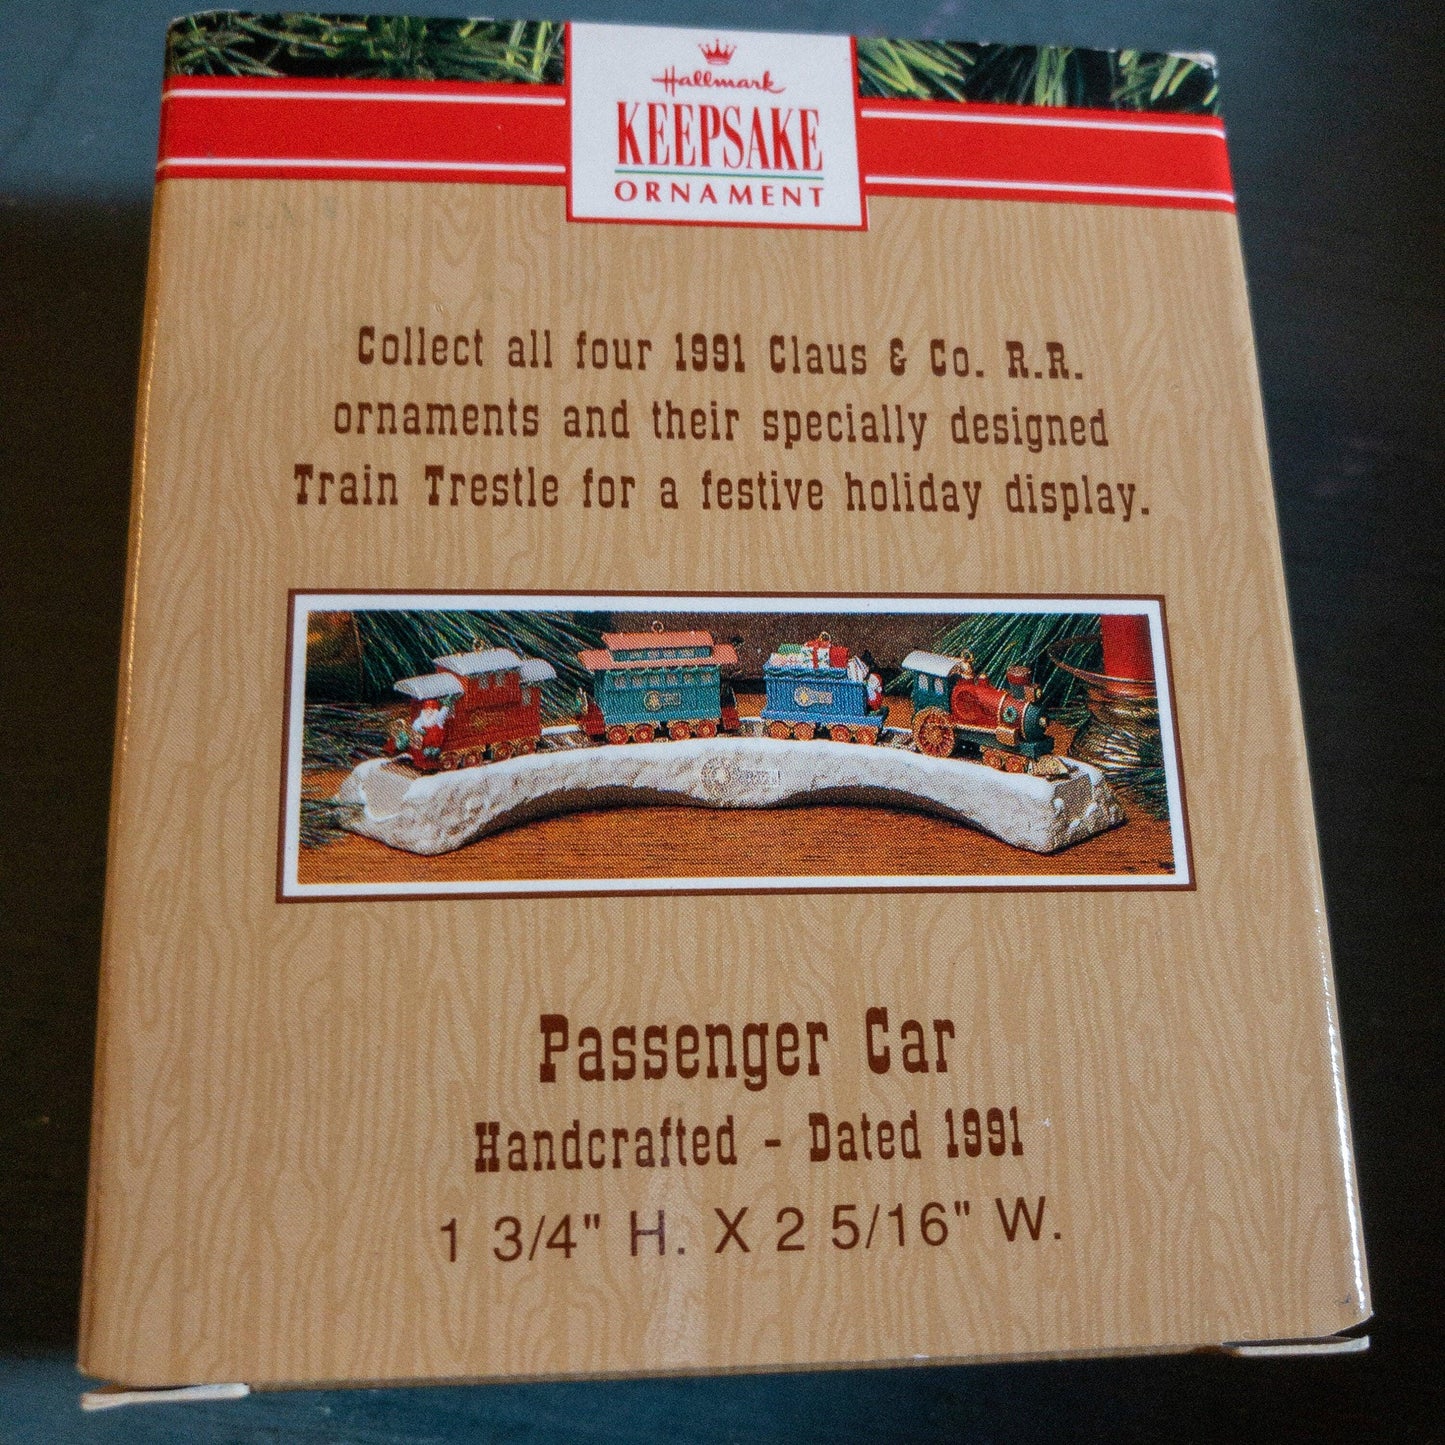 Hallmark
KEEPSAKE
ORNAMENT
Collect all four 1991 Claus & Co. R.R.
ornaments and their specially designed
Train Trestle for a festive holiday display.
Passenger Car
Handcrafted - Dated 1991
1 3/4" H. X 2 5/16" W.